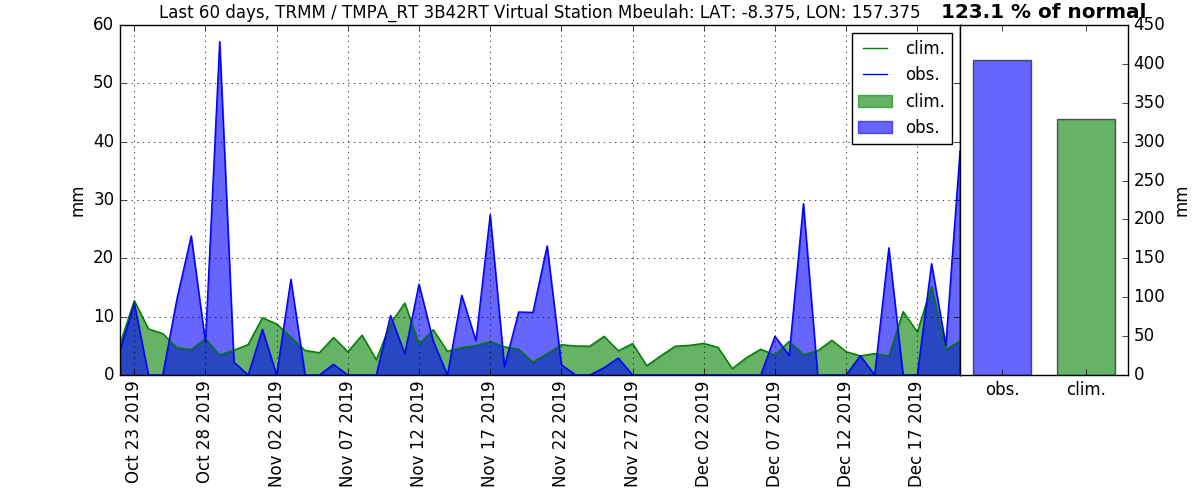 Last 60 days, TRMM / TMPA_RT 3B42RT Virtual Station Mbeulah: LAT: -8.375, LON: 157.375
123.1 % of normal
60
50
40
30
20
10
0
mm
clim.
obs.
clim.
obs.
450
400
350
300
250
200
150
100
50
0
mm
Oct 23 2019
Oct 28 2019
Nov 02 2019
Nov 07 2019
Nov 12 2019
Nov 17 2019
Nov 22 2019
Nov 27 2019
Dec 02 2019
Dec 07 2019
Dec 12 2019
Dec 17 2019
obs.
clim.